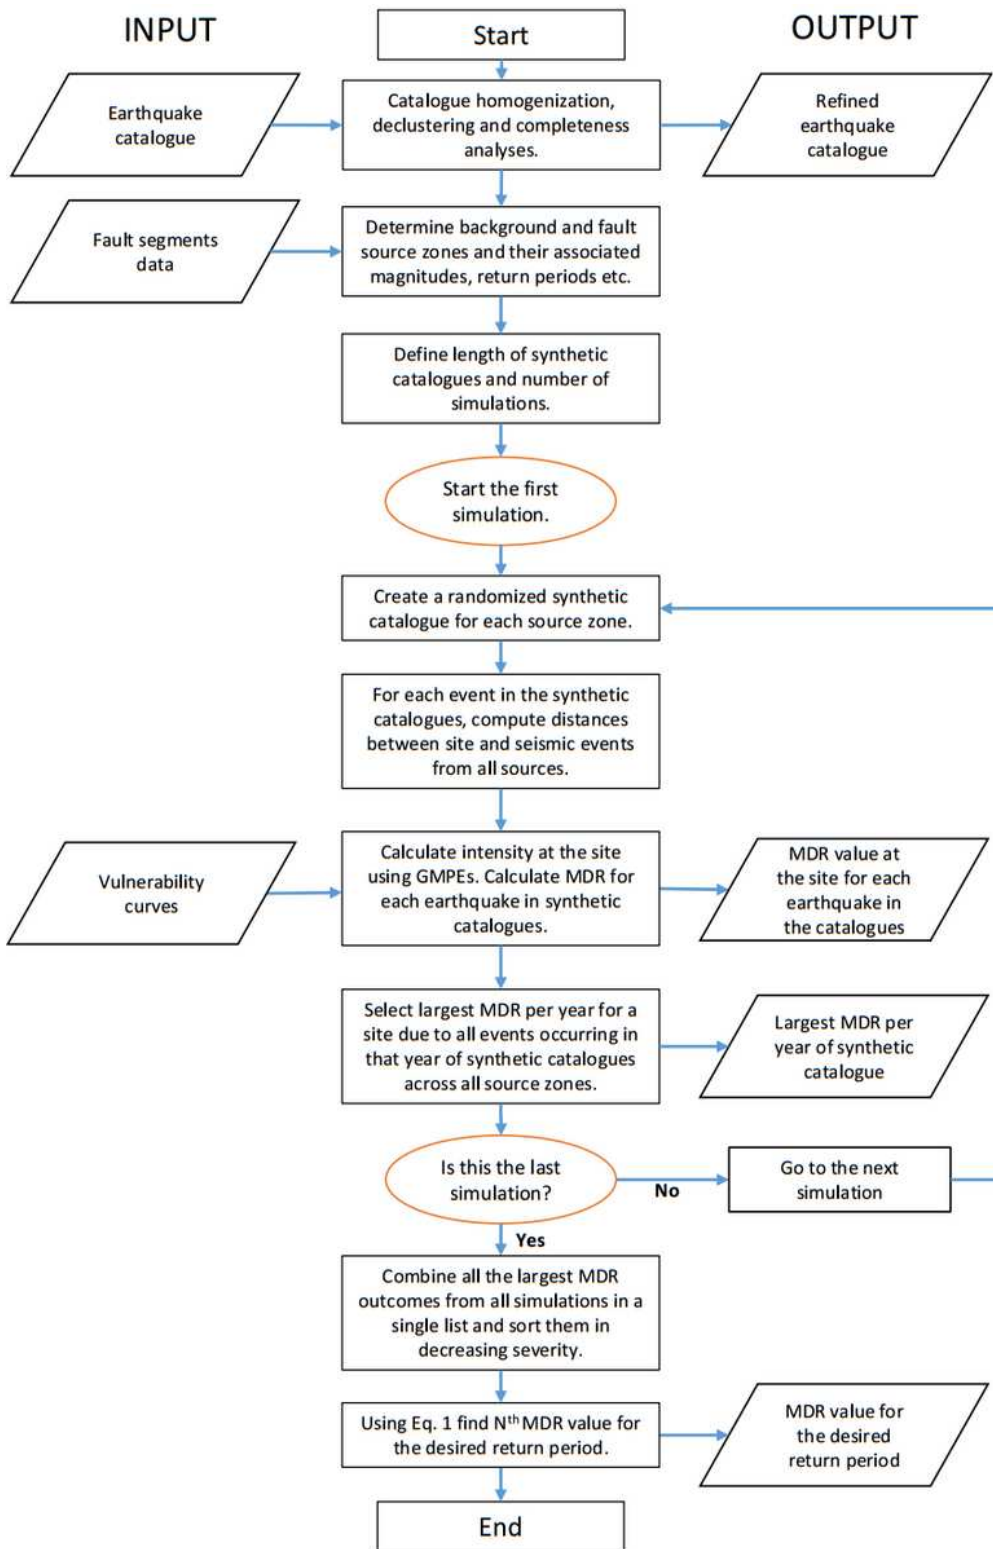 INPUT
Start
OUTPUT
Earthquake
catalogue
Catalogue homogenization,
declustering and completeness
analyses.
Refined
earthquake
catalogue
Fault segments
data
Determine background and fault
source zones and their associated
magnitudes, return periods etc.
Define length of synthetic
catalogues and number of
simulations.
Start the first
simulation.
Create a randomized synthetic
catalogue for each source zone.
For each event in the synthetic
catalogues, compute distances
between site and seismic events
from all sources.
Vulnerability
curves
Calculate intensity at the site
using GMPEs. Calculate MDR for
each earthquake in synthetic
catalogues.
MDR value at
the site for each
earthquake in
the catalogues
Select largest MDR per year for a
site due to all events occurring in
that year of synthetic catalogues
across all source zones.
Largest MDR per
year of synthetic
catalogue
Is this the last
simulation?
No
Go to the next
simulation
Yes
Combine all the largest MDR
outcomes from all simulations in a
single list and sort them in
decreasing severity.
Using Eq. 1 find Nth MDR value for
the desired return period.
MDR value for
the desired
return period
End